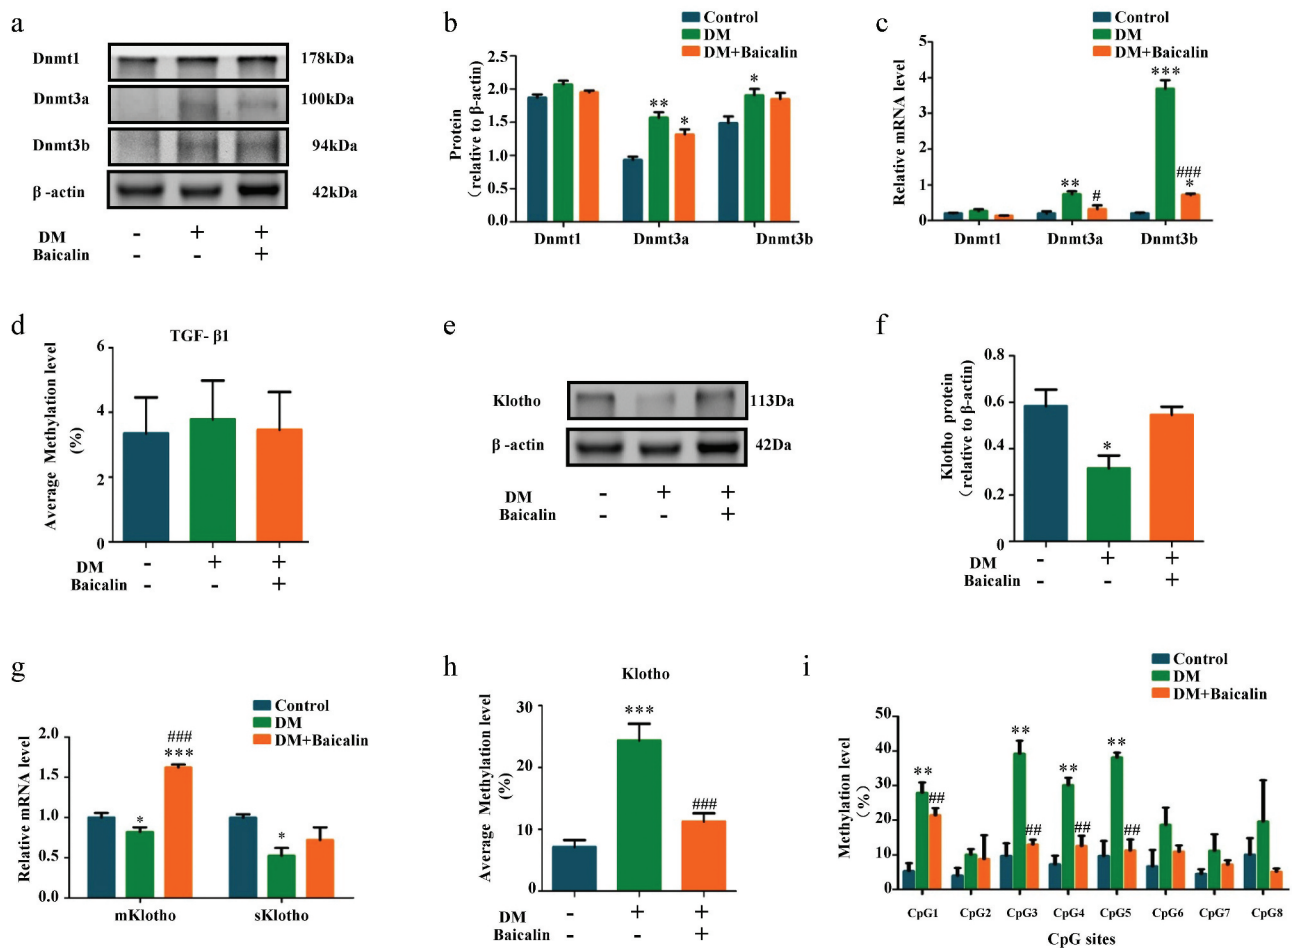 a
Dnmt1
178kDa
Dnmt3a
100kDa
Dnmt3b
94kDa
β -actin
42kDa
DM - + +
Baicalin - - +
b
Control
DM
DM+Baicalin
Protein
(relative to β-actin)
2.5
2.0
1.5
1.0
0.5
0.0
**
*
*
Dnmt1 Dnmt3a Dnmt3b
c
Control
DM
DM+Baicalin
Relative mRNA level
5
4
3
2
1
0
**
#
***
###
*
Dnmt1 Dnmt3a Dnmt3b
d
TGF- β1
Average Methylation level
(%)
6
4
2
0
DM - + +
Baicalin - - +
e
Klotho
113Da
β -actin
42Da
DM - + +
Baicalin - - +
f
Klotho protein
(relative to β-actin)
0.8
0.6
0.4
0.2
0
*
DM - + +
Baicalin - - +
g
Control
DM
DM+Baicalin
Relative mRNA level
2.0
1.5
1.0
0.5
0
*
###
***
*
mKlotho sKlotho
h
Klotho
Average Methylation level
(%)
30
20
10
0
***
###
DM - + +
Baicalin - - +
i
Control
DM
DM+Baicalin
Methylation level
(%)
50
40
30
20
10
0
**
##
**
##
**
##
**
##
CpG1 CpG2 CpG3 CpG4 CpG5 CpG6 CpG7 CpG8
CpG sites